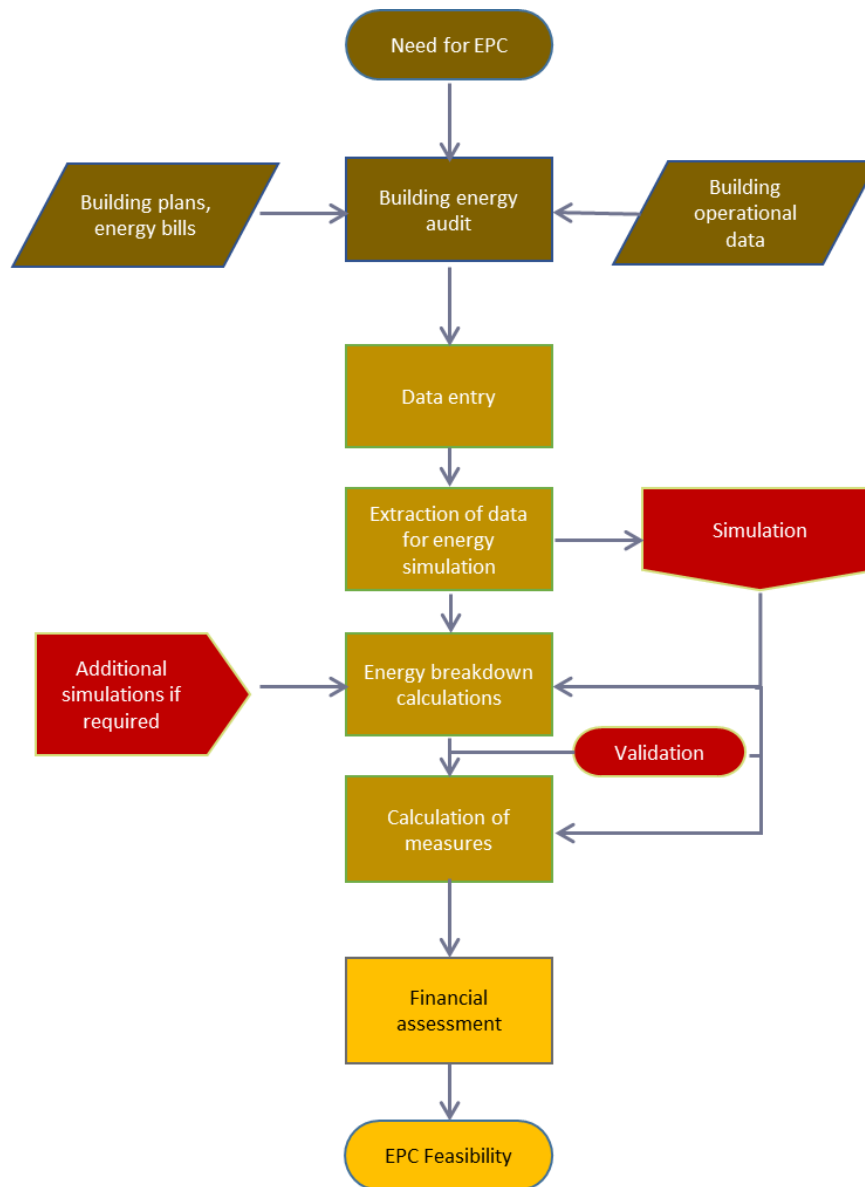 Need for EPC
Building plans,
energy bills
Building energy
audit
Building
operational
data
Data entry
Extraction of data
for energy
simulation
Simulation
Additional
simulations if
required
Energy breakdown
calculations
Validation
Calculation of
measures
Financial
assessment
EPC Feasibility